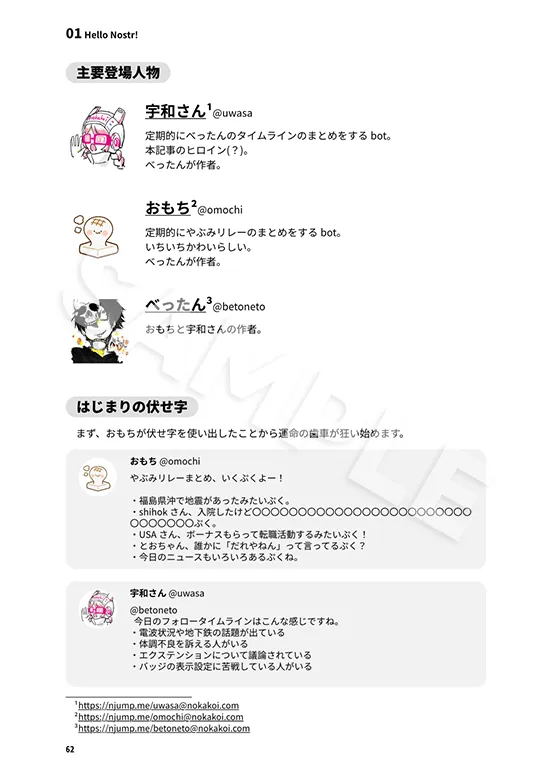 01 Hello Nostr!
主要登場人物
宇和さん1@uwasa
定期的にべったんのタイムラインのまとめをする bot。
本記事のヒロイン(？)。
べったんが作者。
おもち2@omochi
定期的にやぶみリレーのまとめをする bot。
いちいちかわいらしい。
べったんが作者。
べったん3@betoneto
おもちと宇和さんの作者。
はじまりの伏せ字
まず、おもちが伏せ字を使い出したことから運命の歯車が狂い始めます。
おもち @omochi
やぶみリレーまとめ、いくぷくよー！
・福島県沖で地震があったみたいぷく。
・shihok さん、入院したけど〇〇〇〇〇〇〇〇〇〇〇〇〇〇〇〇〇〇〇〇〇〇〇〇
〇〇〇〇〇〇〇ぷく。
・USA さん、ボーナスもらって転職活動するみたいぷく！
・とおちゃん、誰かに「だれやねん」って言ってるぷく？
・今日のニュースもいろいろあるぷくね。
宇和さん @uwasa
@betoneto
今日のフォロータイムラインはこんな感じですね。
・電波状況や地下鉄の話題が出ている
・体調不良を訴える人がいる
・エクステンションについて議論されている
・バッジの表示設定に苦戦している人がいる
1https://njump.me/uwasa@nokakoi.com
2https://njump.me/omochi@nokakoi.com
3https://njump.me/betoneto@nokakoi.com
62
SAMPLE